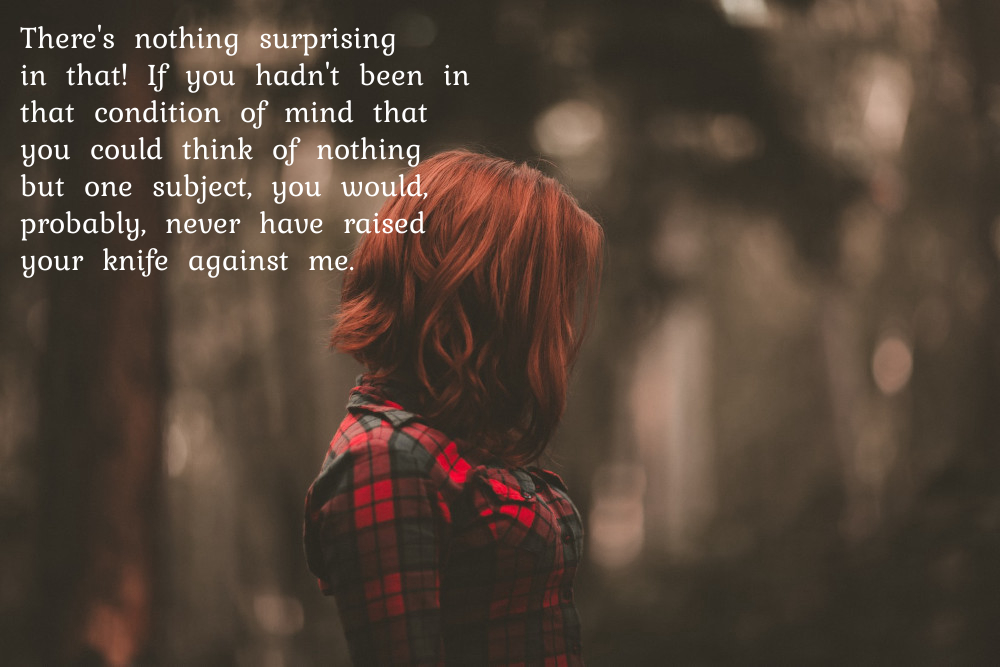 There's nothing surprising
in that! If you hadn't been in
that condition of mind that
you could think of nothing
but one subject, you would,
probably, never have raised
your knife against me.